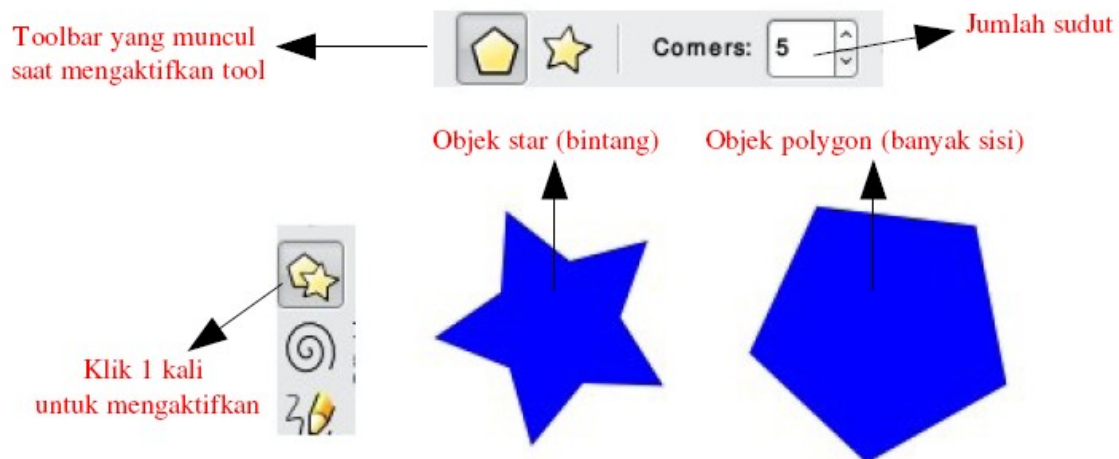 Toolbar yang muncul
saat mengaktifkan tool
Corners: 5
Jumlah sudut
Objek star (bintang)
Objek polygon (banyak sisi)
Klik 1 kali
untuk mengaktifkan